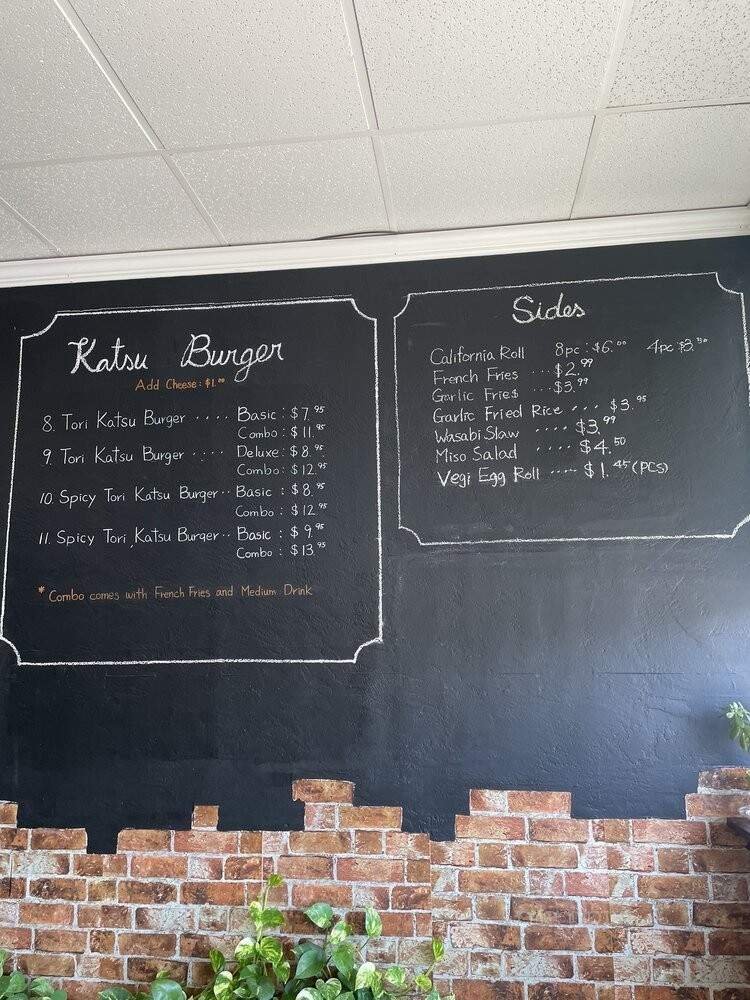 Katsu Burger
Add Cheese: $1.00
8. Tori Katsu Burger .... Basic : $7.95
Combo : $11.95
9. Tori Katsu Burger .... Deluxe : $8.95
Combo : $12.95
10. Spicy Tori Katsu Burger .. Basic : $8.95
Combo : $12.95
11. Spicy Tori Katsu Burger .. Basic : $9.95
Combo : $13.95
* Combo comes with French Fries and Medium Drink
Sides
California Roll 8pc : $6.00 4pc $3.50
French Fries ... $2.99
Garlic Fries ... $3.99
Garlic Fried Rice ... $3.95
Wasabi Slaw .... $3.99
Miso Salad .... $4.50
Vegi Egg Roll .... $1.45 (PCS)